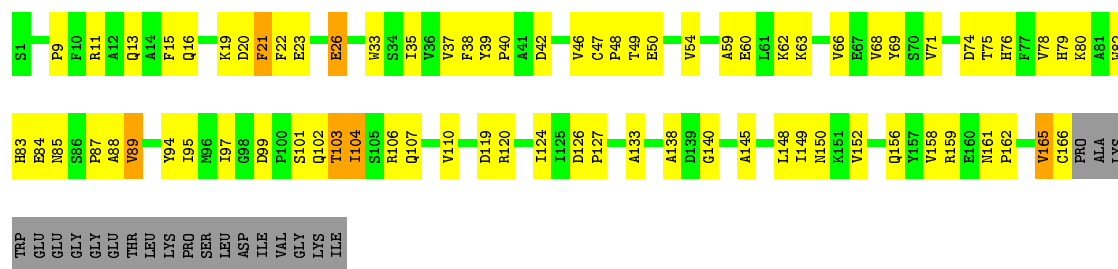 S1 P9 F10 R11 A12 Q13 A14 F15 Q16 K19 D20 F21 F22 E23 E26 W33 S34 I35 V36 V37 F38 Y39 P40 A41 D42 V46 C47 P48 T49 E50 V54 A59 E60 L61 K62 K63 V66 E67 V68 Y69 S70 V71 D74 T75 H76 F77 V78 H79 K80 A81 W82
H83 E84 N85 S86 P87 A88 V89 Y94 I95 M96 I97 G98 D99 P100 S101 Q102 T103 I104 S105 R106 Q107 V110 D119 R120 I124 I125 D126 P127 A133 A138 D139 G140 A145 L148 I149 N150 K151 V152 Q156 Y157 V158 R159 E160 N161 P162 V165 C166 PRO ALA LYS
TRP GLU GLU GLY GLY GLU THR LEU LYS PRO SER LEU ASP ILE VAL GLY LYS ILE